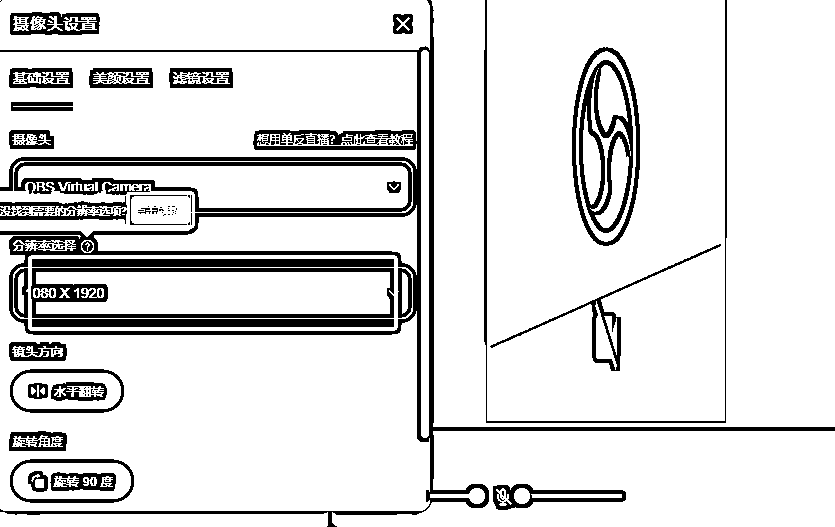 摄像头设置
基础设置 美颜设置 滤镜设置
摄像头 想用单反直播？点此查看教程
OBS Virtual Camera
没找到需要的分辨率选项?
分辨率选择 ?
1080 X 1920
镜头方向
水平翻转
旋转角度
旋转 90 度